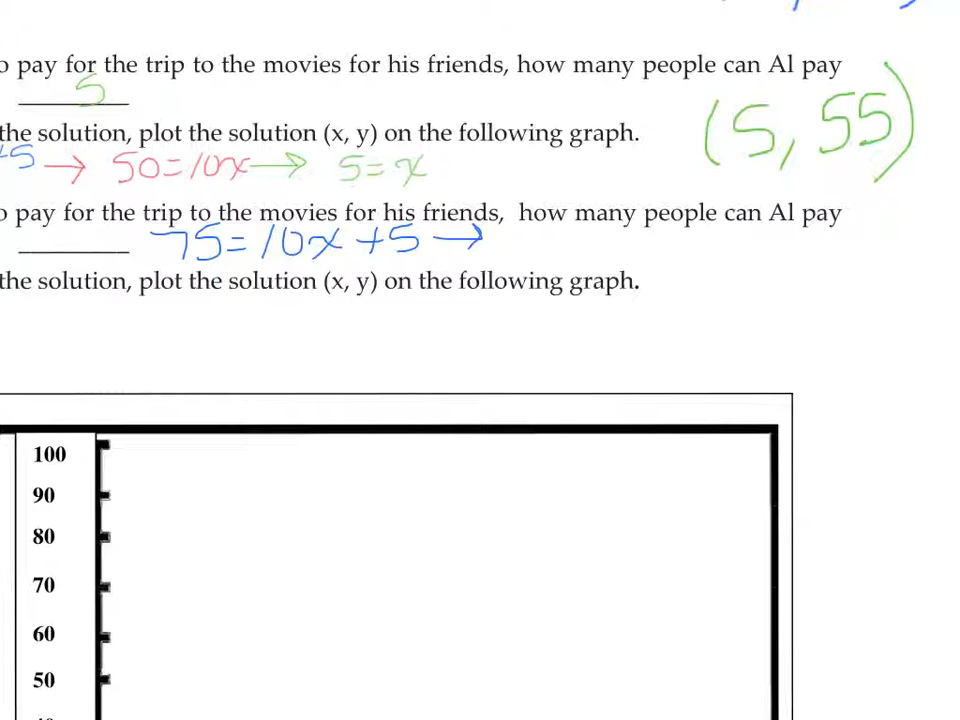 o pay for the trip to the movies for his friends, how many people can Al pay
5
the solution, plot the solution (x, y) on the following graph.
(5, 55)
+5 → 50=10x → 5=x
o pay for the trip to the movies for his friends, how many people can Al pay
75=10x+5 →
the solution, plot the solution (x, y) on the following graph.
100
90
80
70
60
50